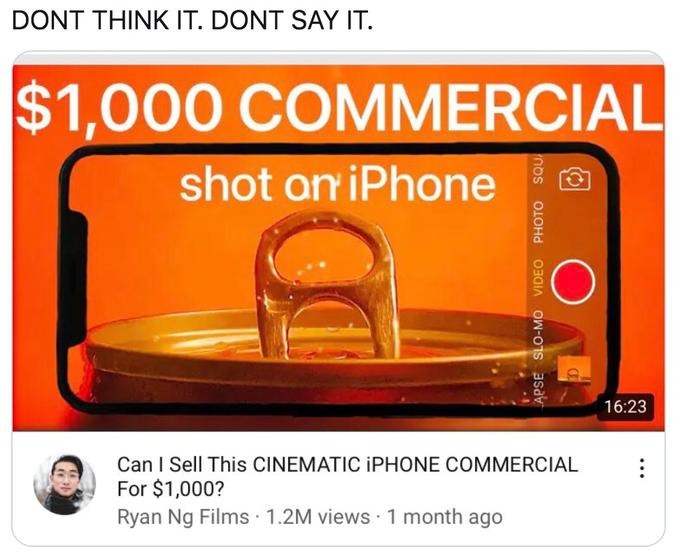 DONT THINK IT. DONT SAY IT.
$1,000 COMMERCIAL
shot on iPhone
APSE SLO-MO VIDEO PHOTO SQU
16:23
Can I Sell This CINEMATIC iPHONE COMMERCIAL
For $1,000?
Ryan Ng Films · 1.2M views · 1 month ago